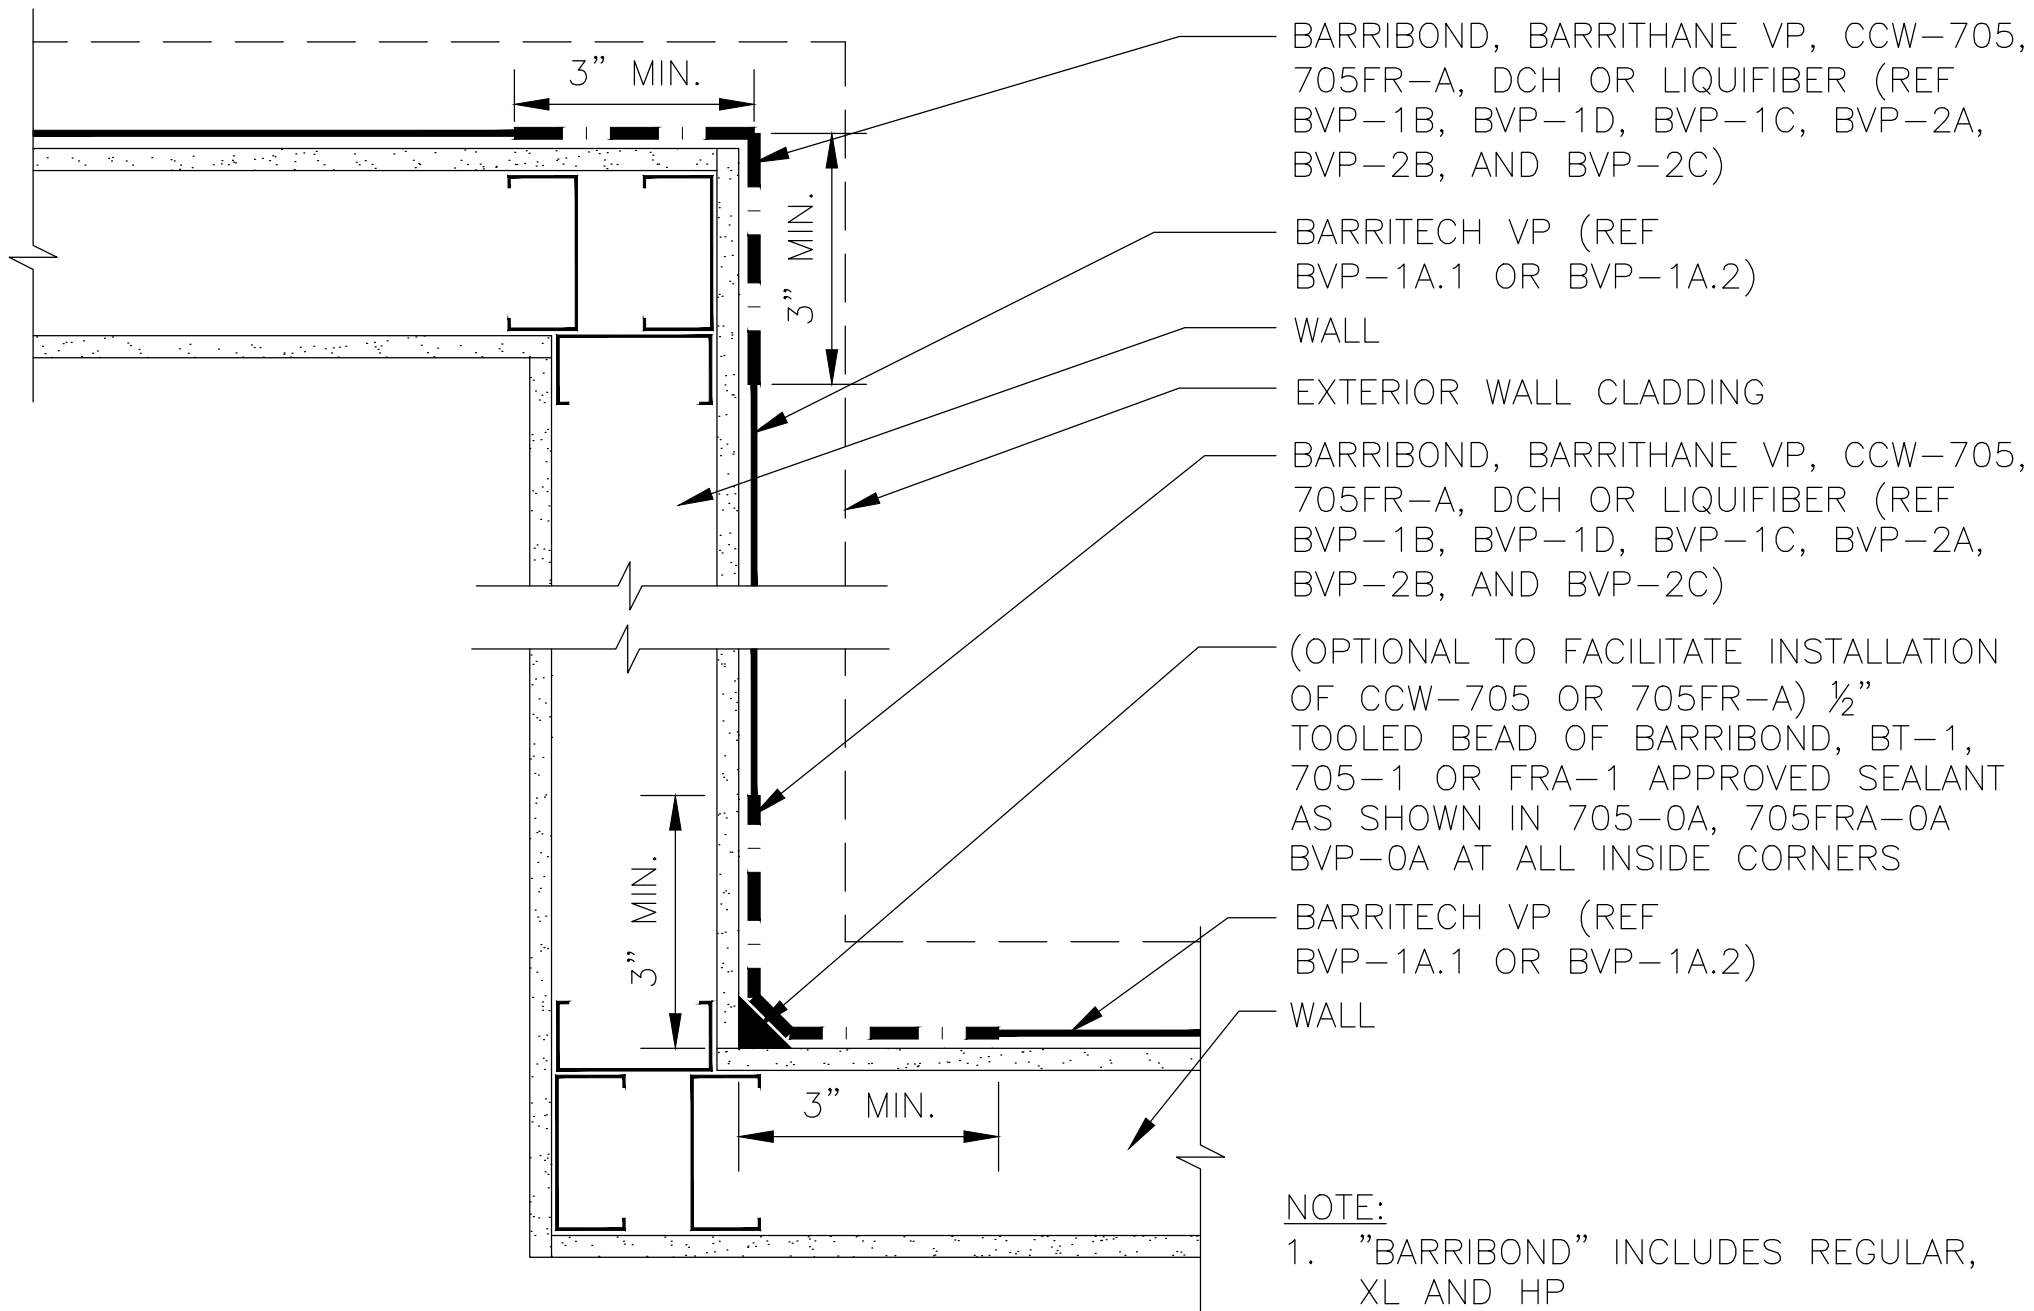 3” MIN.
3” MIN.
BARRIBOND, BARRITHANE VP, CCW-705,
705FR-A, DCH OR LIQUIFIBER (REF
BVP-1B, BVP-1D, BVP-1C, BVP-2A,
BVP-2B, AND BVP-2C)
BARRITECH VP (REF
BVP-1A.1 OR BVP-1A.2)
WALL
EXTERIOR WALL CLADDING
BARRIBOND, BARRITHANE VP, CCW-705,
705FR-A, DCH OR LIQUIFIBER (REF
BVP-1B, BVP-1D, BVP-1C, BVP-2A,
BVP-2B, AND BVP-2C)
(OPTIONAL TO FACILITATE INSTALLATION
OF CCW-705 OR 705FR-A) ½”
TOOLED BEAD OF BARRIBOND, BT-1,
705-1 OR FRA-1 APPROVED SEALANT
AS SHOWN IN 705-0A, 705FRA-0A
BVP-0A AT ALL INSIDE CORNERS
3” MIN.
BARRITECH VP (REF
BVP-1A.1 OR BVP-1A.2)
WALL
3” MIN.
NOTE:
1. ”BARRIBOND” INCLUDES REGULAR,
XL AND HP